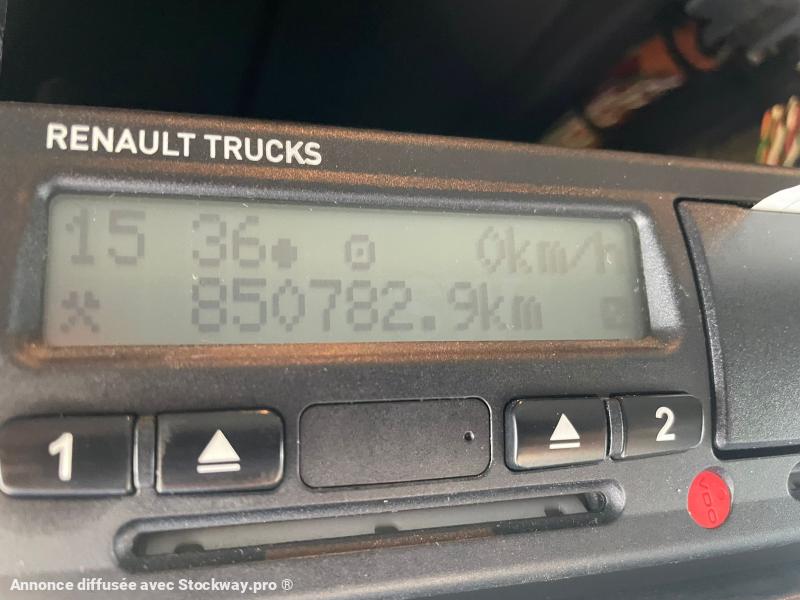 RENAULT TRUCKS
15 36 0km/h
850782.9km
1 2
VDO
Annonce diffusée avec Stockway.pro ®